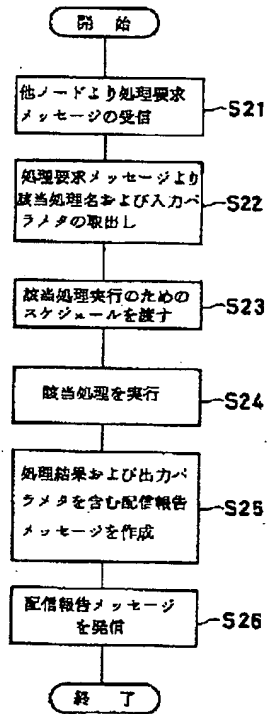 開始
他ノードより処理要求
メッセージの受信
S21
処理要求メッセージより
該当処理名および入力パ
ラメタの取出し
S22
該当処理実行のための
スケジュールを渡す
S23
該当処理を実行
S24
処理結果および出力パ
ラメタを含む配信報告
メッセージを作成
S25
配信報告メッセージ
を発信
S26
終了